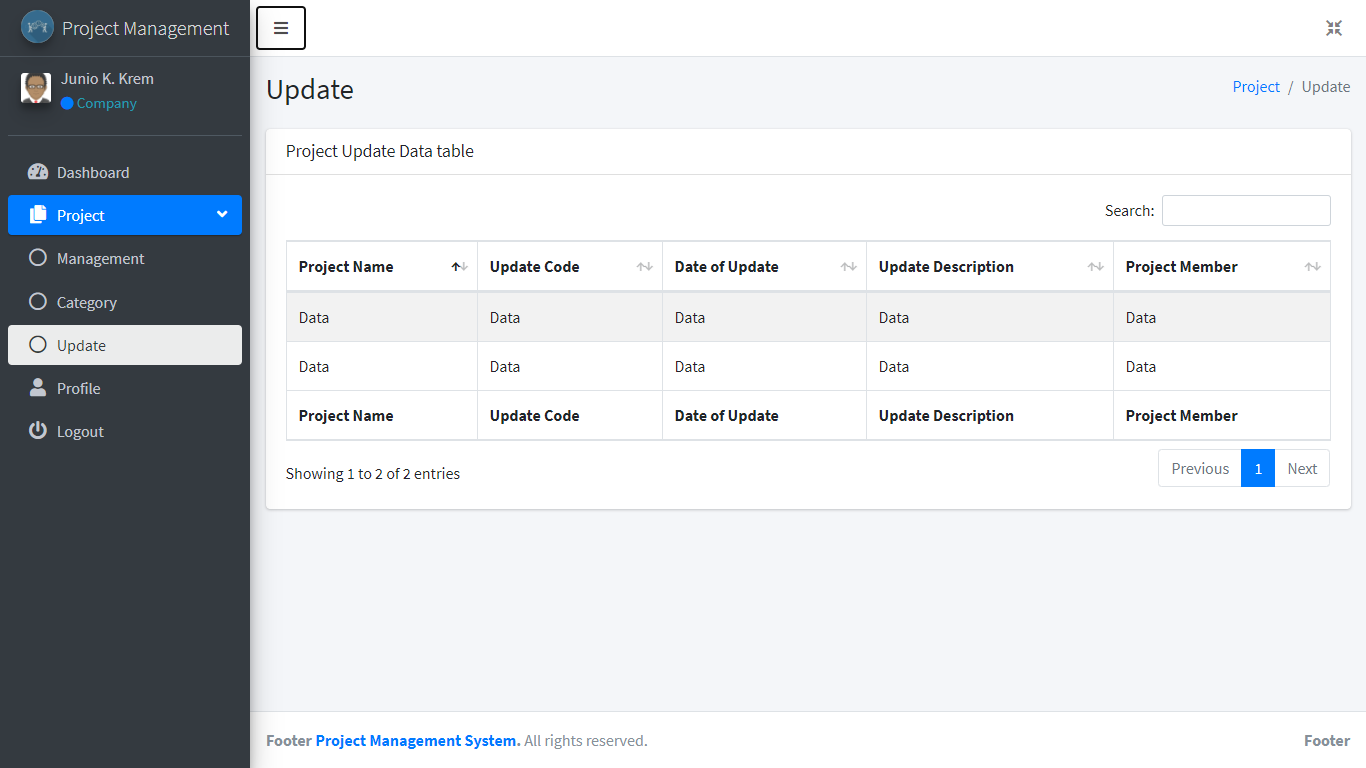 Project Management
Junio K. Krem
Company
Dashboard
Project
Management
Category
Update
Profile
Logout
Update
Project / Update
Project Update Data table
Search:
Project Name Update Code Date of Update Update Description Project Member
Data Data Data Data Data
Data Data Data Data Data
Project Name Update Code Date of Update Update Description Project Member
Showing 1 to 2 of 2 entries
Previous 1 Next
Footer Project Management System. All rights reserved.
Footer